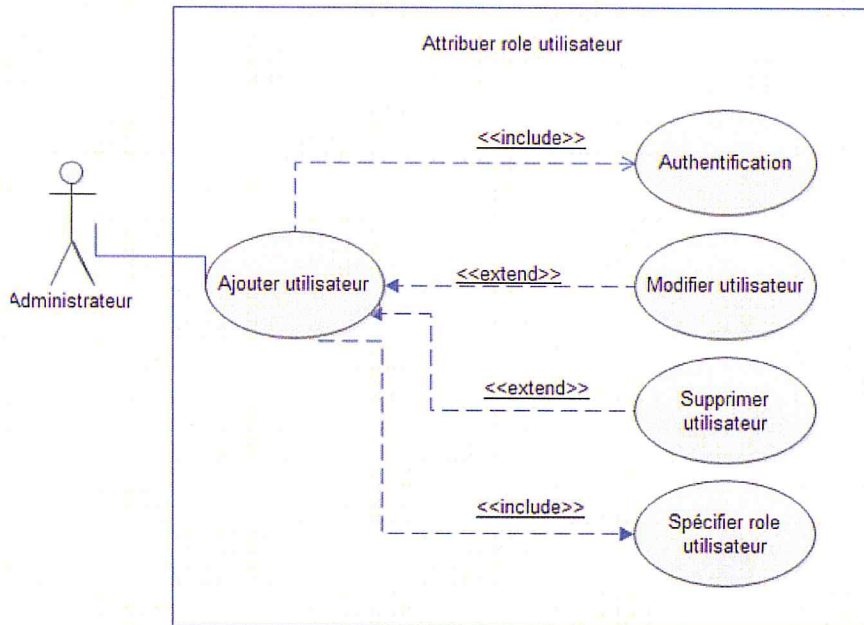 Attribuer role utilisateur
<<include>>
Authentification
Ajouter utilisateur
<<extend>>
Modifier utilisateur
Administrateur
<<extend>>
Supprimer
utilisateur
<<include>>
Spécifier role
utilisateur